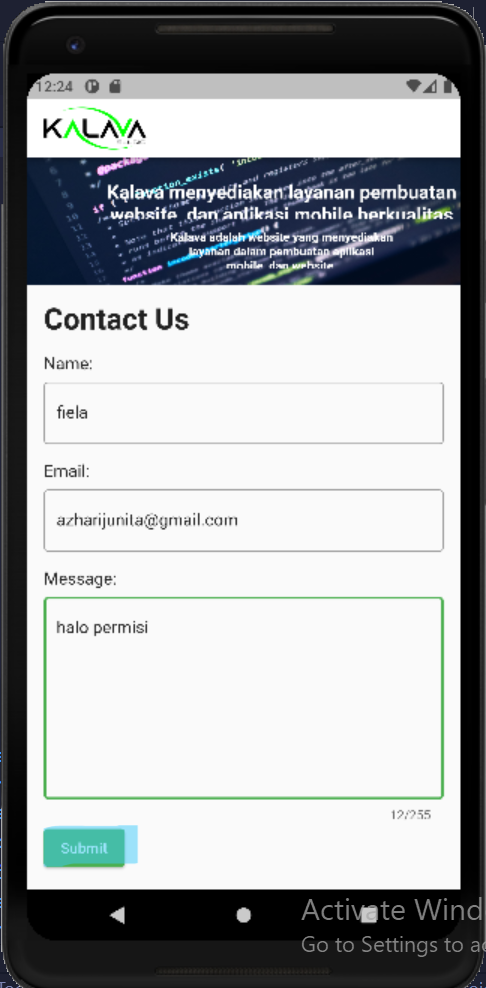 12:24
KALAVA
Kalava menyediakan layanan pembuatan
website, dan aplikasi mobile berkualitas
Kalava adalah website yang menyediakan
layanan dalam pembuatan aplikasi
mobile, dan website
Contact Us
Name:
fiela
Email:
azharijunita@gmail.com
Message:
halo permisi
12/255
Submit
Activate Wind
Go to Settings to a